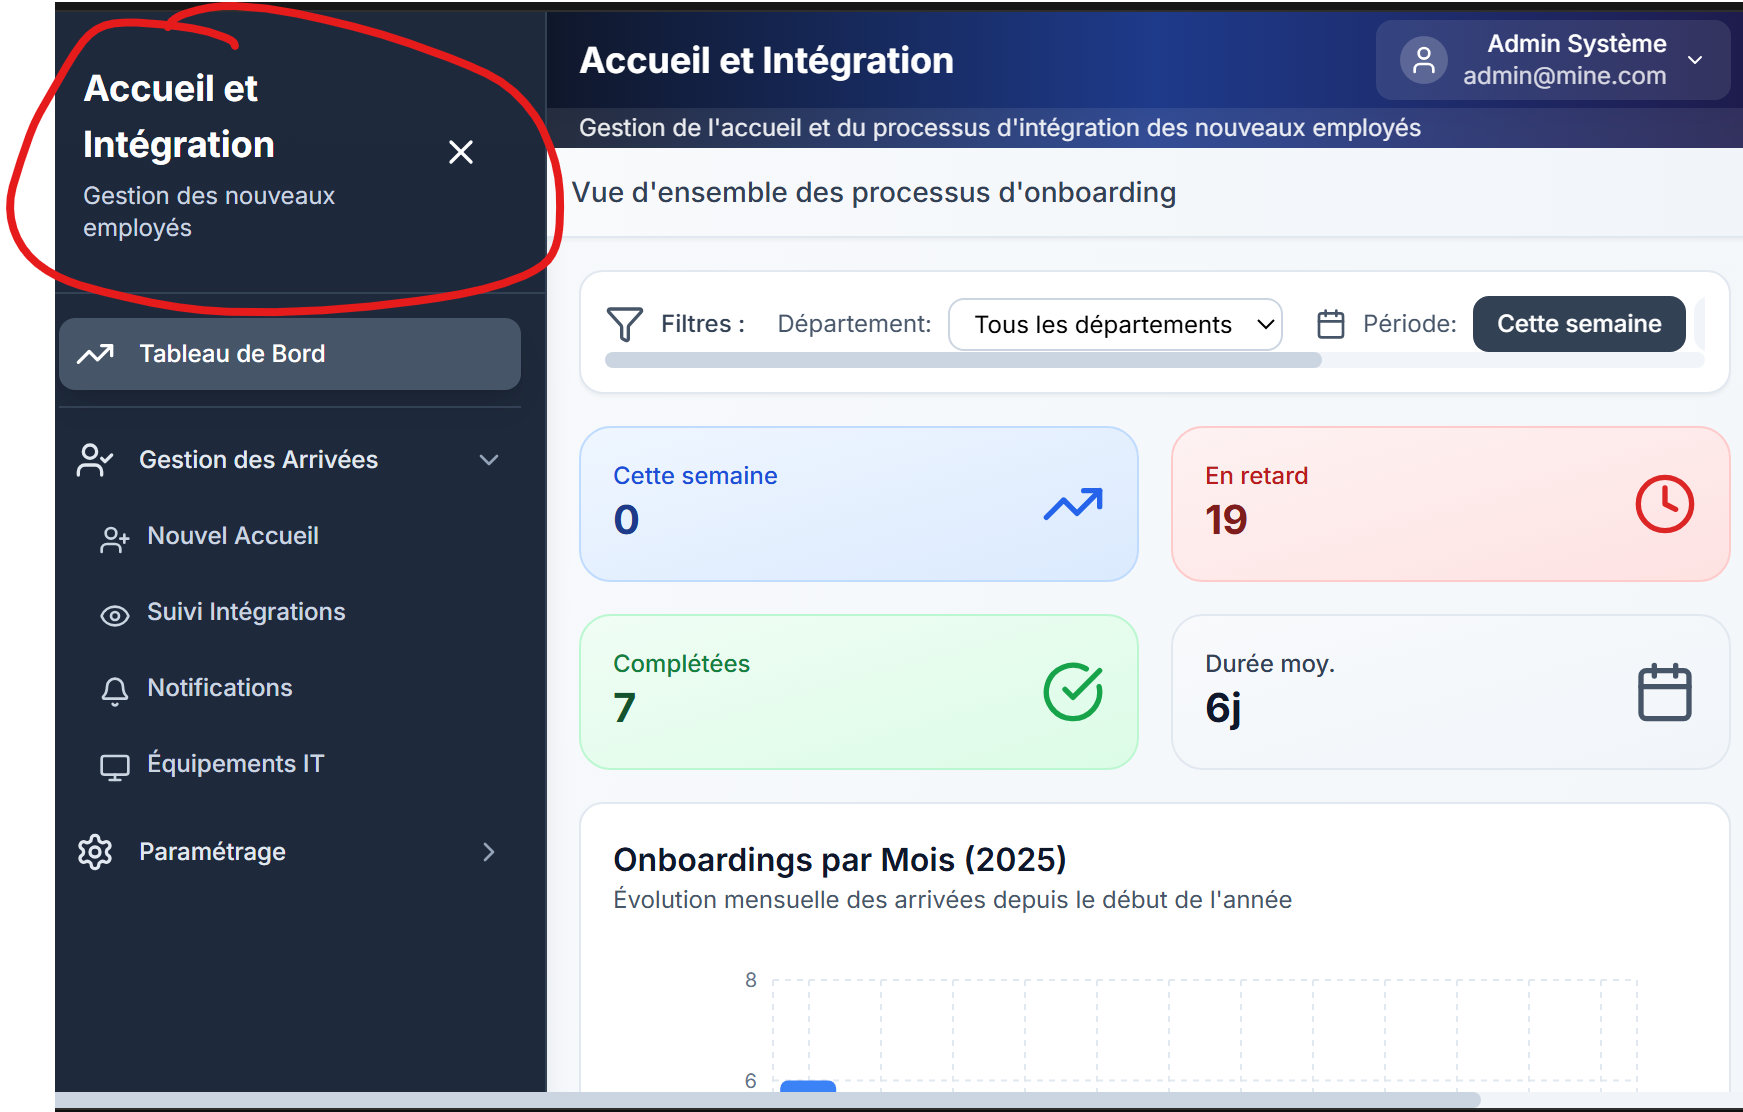 Accueil et
Intégration
Gestion des nouveaux
employés
Tableau de Bord
Gestion des Arrivées
Nouvel Accueil
Suivi Intégrations
Notifications
Équipements IT
Paramétrage
Accueil et Intégration
Admin Système
admin@mine.com
Gestion de l'accueil et du processus d'intégration des nouveaux employés
Vue d'ensemble des processus d'onboarding
Filtres : Département: Tous les départements Période: Cette semaine
Cette semaine
0
En retard
19
Complétées
7
Durée moy.
6j
Onboardings par Mois (2025)
Évolution mensuelle des arrivées depuis le début de l'année
8
6